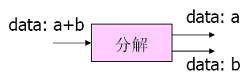 data: a+b
分解
data: a
data: b